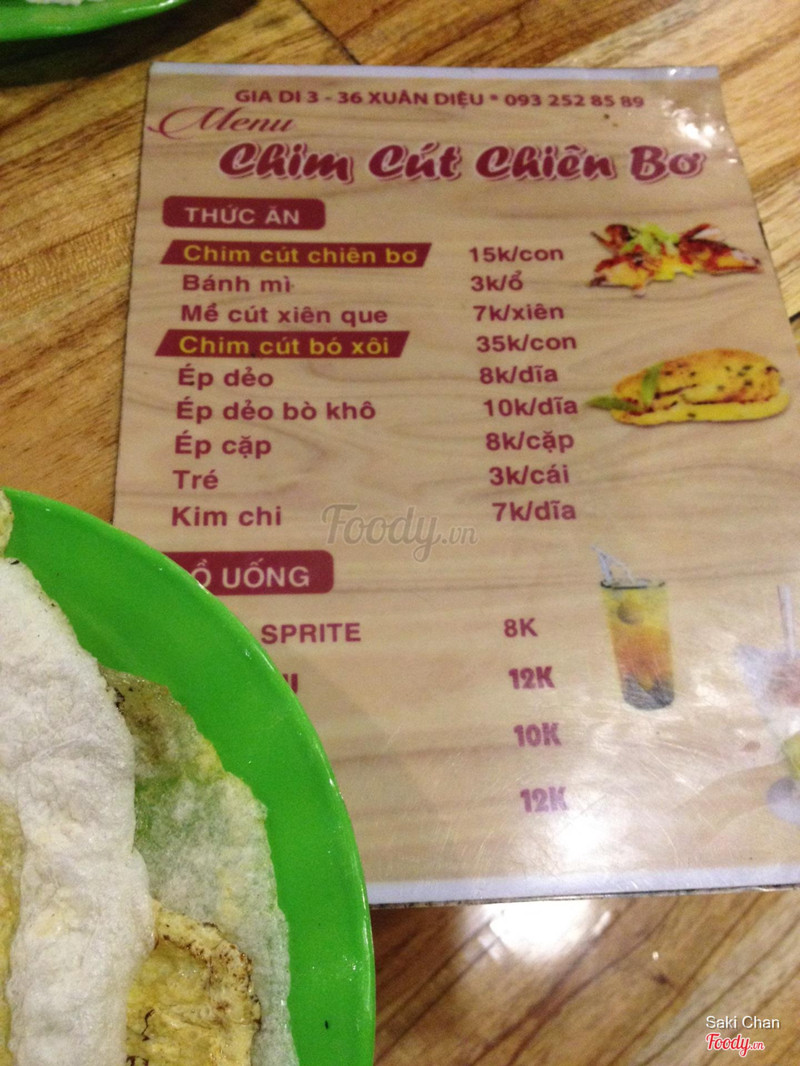 GIA DI 3 - 36 XUÂN DIỆU * 093 252 85 89
Menu
Chim Cút Chiên Bơ
THỨC ĂN
Chim cút chiên bơ 15k/con
Bánh mì 3k/ổ
Mề cút xiên que 7k/xiên
Chim cút bó xôi 35k/con
Ép dẻo 8k/dĩa
Ép dẻo bò khô 10k/dĩa
Ép cặp 8k/cặp
Tré 3k/cái
Kim chi 7k/dĩa
Foody.vn
Ồ UỐNG
SPRITE 8K
12K
10K
12K
Saki Chan
Foody.vn